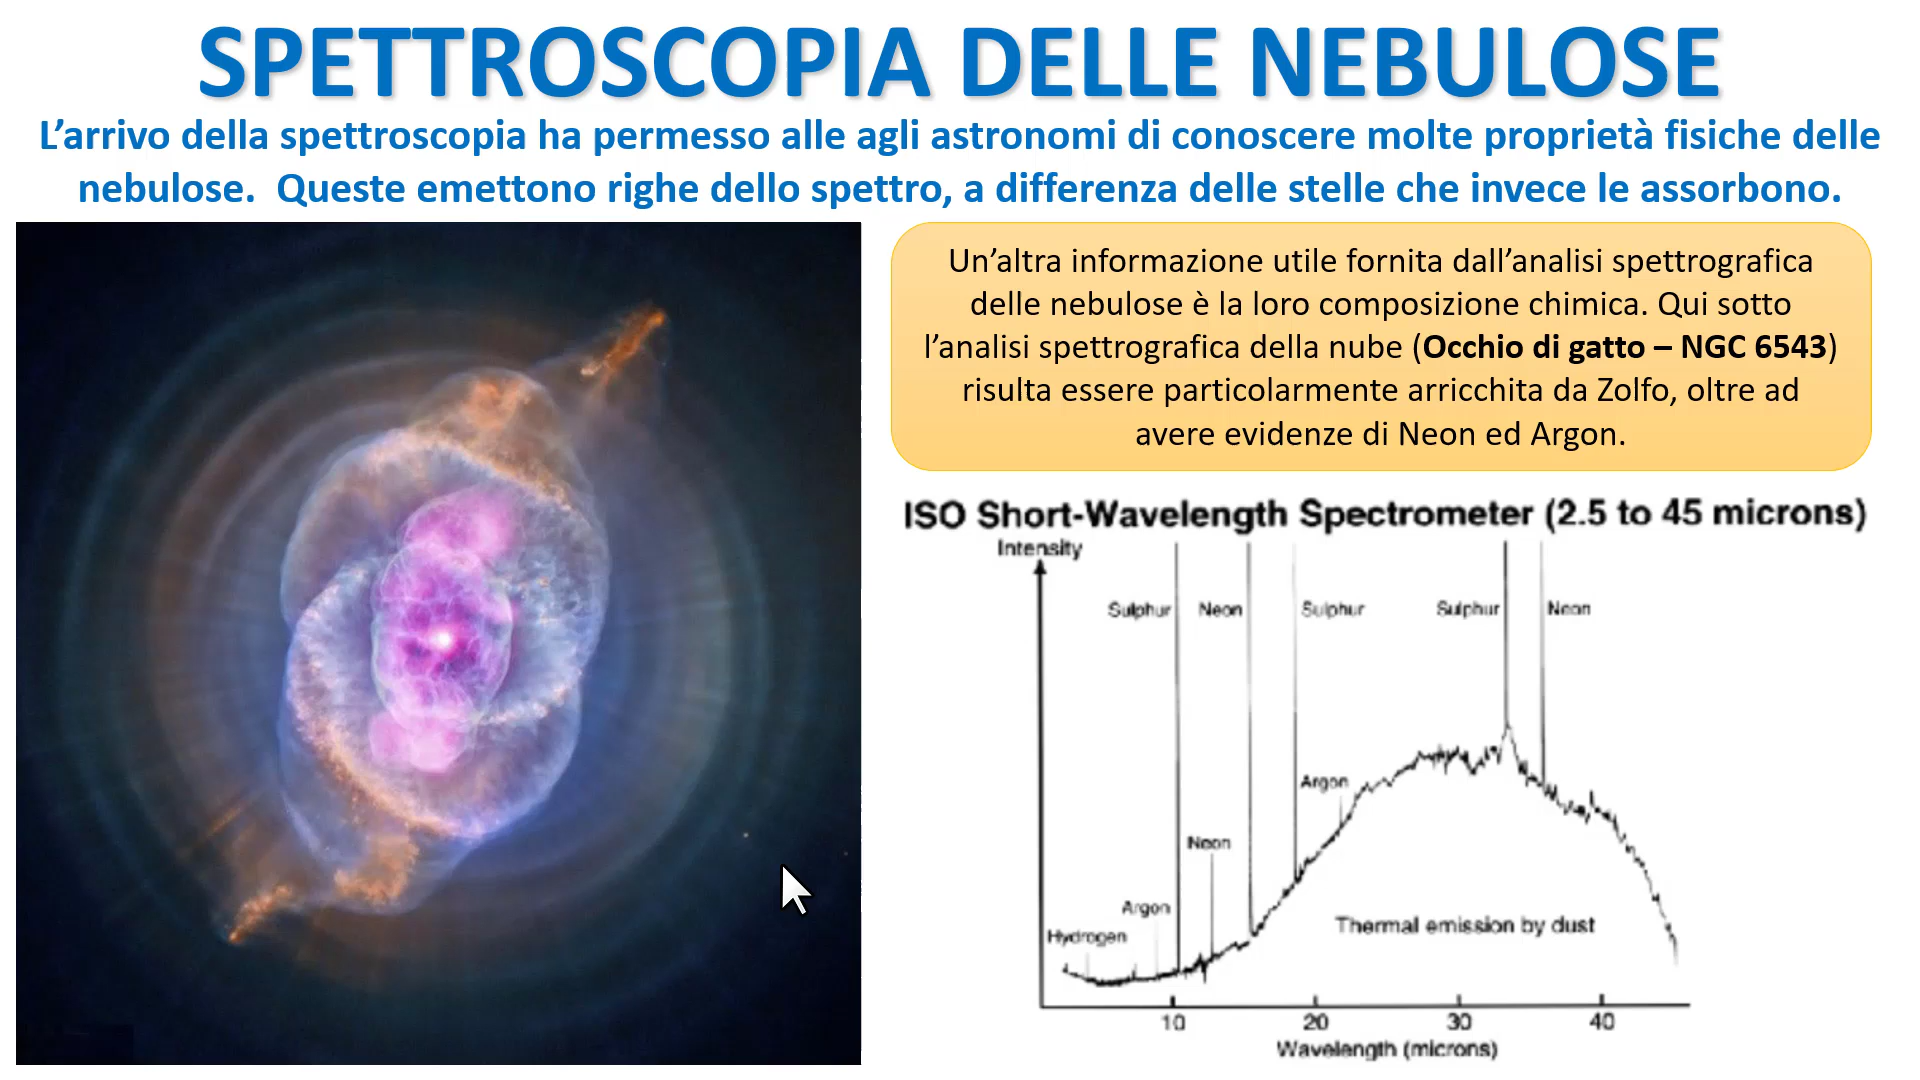 SPETTROSCOPIA DELLE NEBULOSE
L’arrivo della spettroscopia ha permesso alle agli astronomi di conoscere molte proprietà fisiche delle
nebulose.  Queste emettono righe dello spettro, a differenza delle stelle che invece le assorbono.
Un’altra informazione utile fornita dall’analisi spettrografica
delle nebulose è la loro composizione chimica. Qui sotto
l’analisi spettrografica della nube (Occhio di gatto – NGC 6543)
risulta essere particolarmente arricchita da Zolfo, oltre ad
avere evidenze di Neon ed Argon.
ISO Short-Wavelength Spectrometer (2.5 to 45 microns)
Intensity
Sulphur Neon Sulphur Sulphur Neon
Argon
Neon
Argon
Hydrogen
Thermal emission by dust
10 20 30 40
Wavelength (microns)